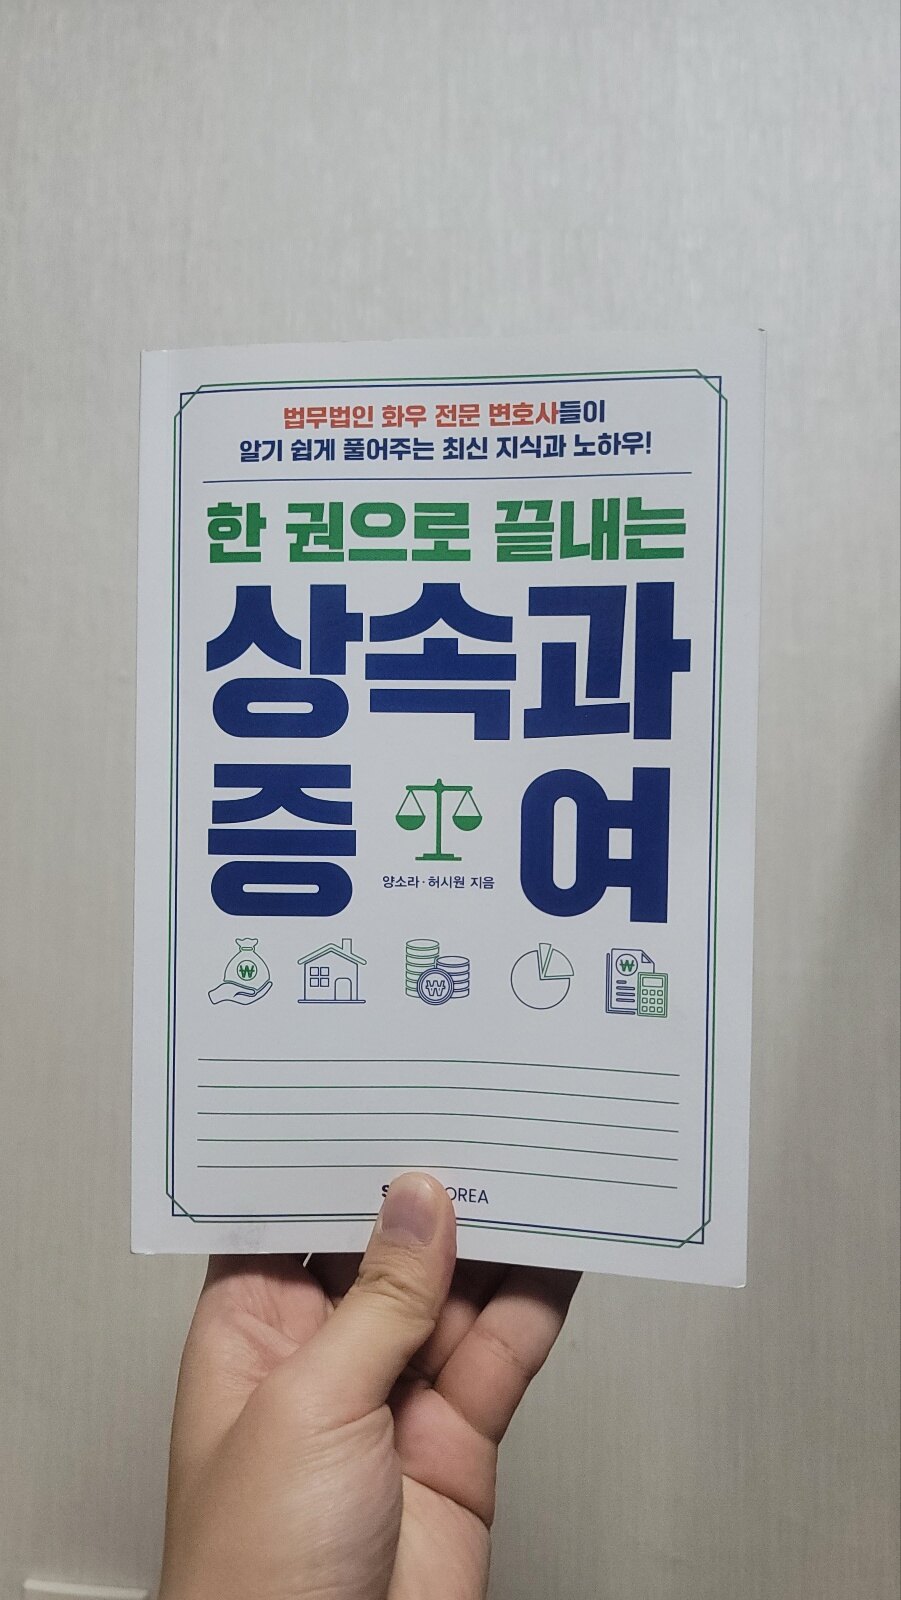 법무법인 화우 전문 변호사들이
알기 쉽게 풀어주는 최신 지식과 노하우!
한 권으로 끝내는
상속과
증여
양소라·허시원 지음
₩
₩
₩